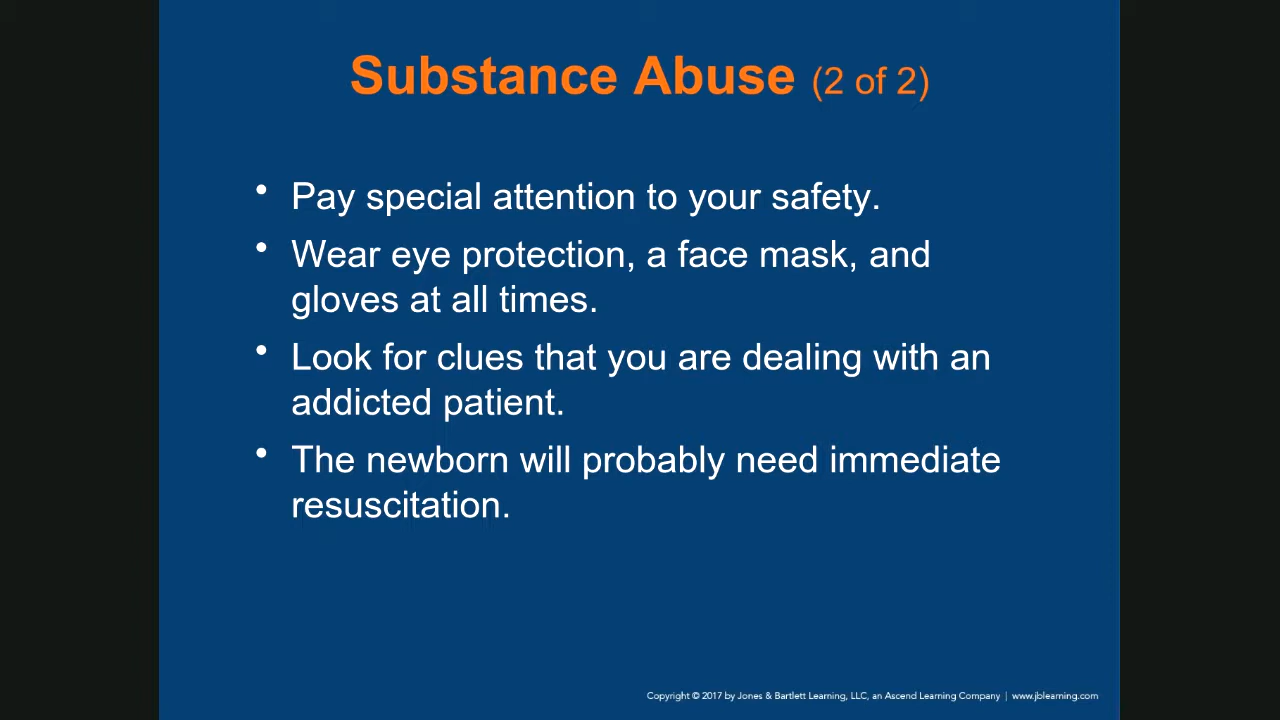 Substance Abuse (2 of 2)
• Pay special attention to your safety.
• Wear eye protection, a face mask, and
gloves at all times.
• Look for clues that you are dealing with an
addicted patient.
• The newborn will probably need immediate
resuscitation.
Copyright © 2017 by Jones & Bartlett Learning, LLC, an Ascend Learning Company | www.jblearning.com